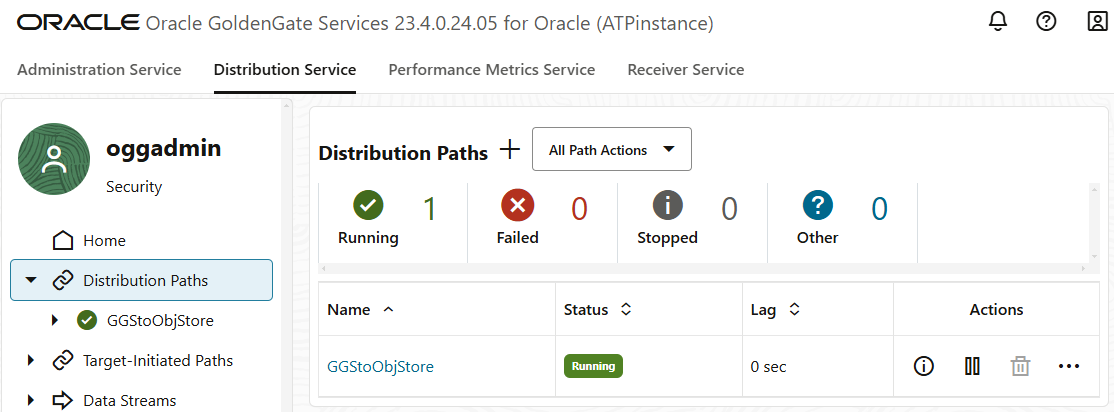 ORACLE Oracle GoldenGate Services 23.4.0.24.05 for Oracle (ATPinstance)
Administration Service Distribution Service Performance Metrics Service Receiver Service
oggadmin
Security
Home
Distribution Paths
GGStoObjStore
Target-Initiated Paths
Data Streams
Distribution Paths All Path Actions
1 0 0 0
Running Failed Stopped Other
Name Status Lag Actions
GGStoObjStore Running 0 sec